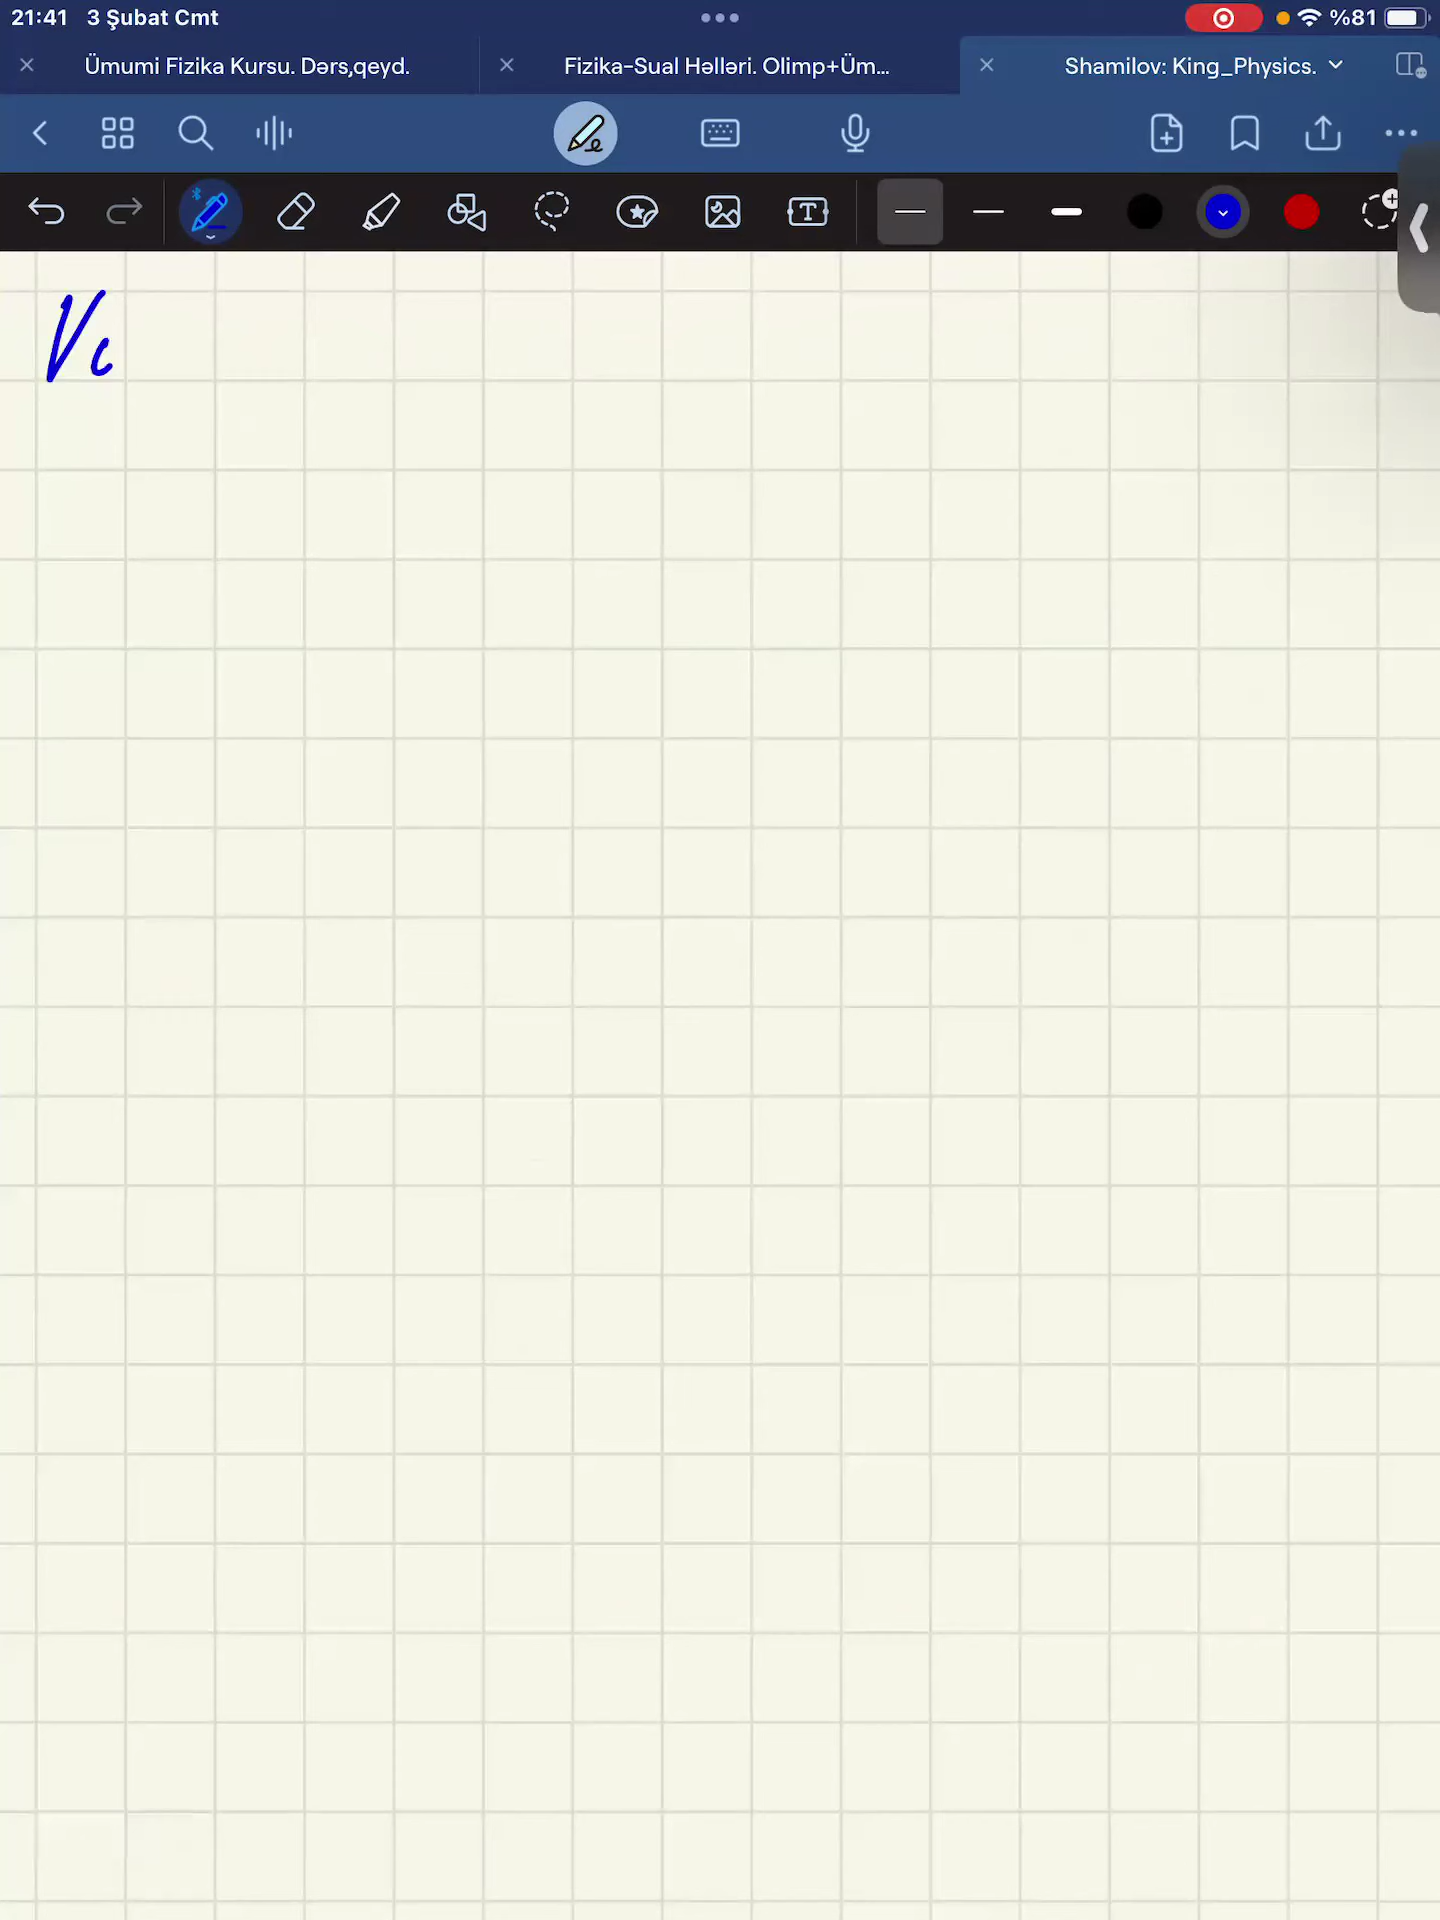 21:41 3 Şubat Cmt %81
Ümumi Fizika Kursu. Dərs,qeyd. Fizika-Sual Həlləri. Olimp+Üm... Shamilov: King_Physics.
Vc